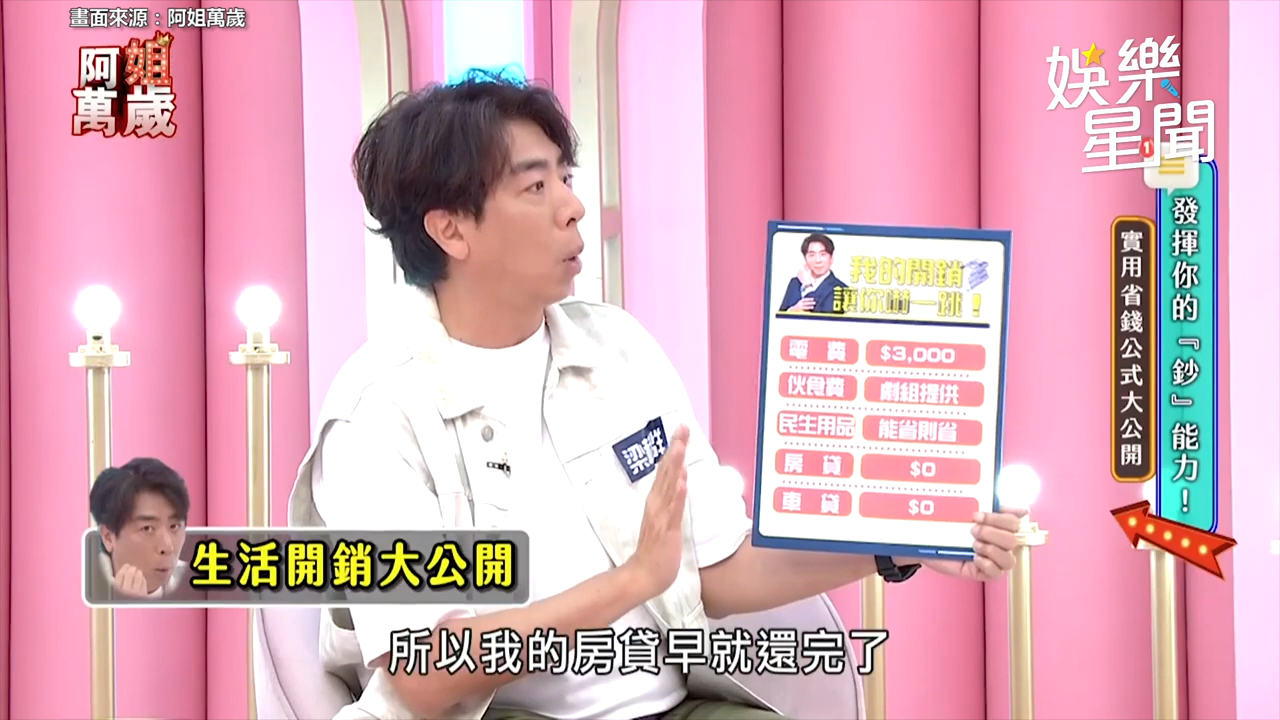 畫面來源：阿姐萬歲
阿姐
萬歲
娛樂
星聞
1
發揮你的『鈔』能力！
實用省錢公式大公開
我的開銷
讓你嚇一跳！
電費 $3,000
伙食費 劇組提供
民生用品 能省則省
房貸 $0
車貸 $0
生活開銷大公開
所以我的房貸早就還完了